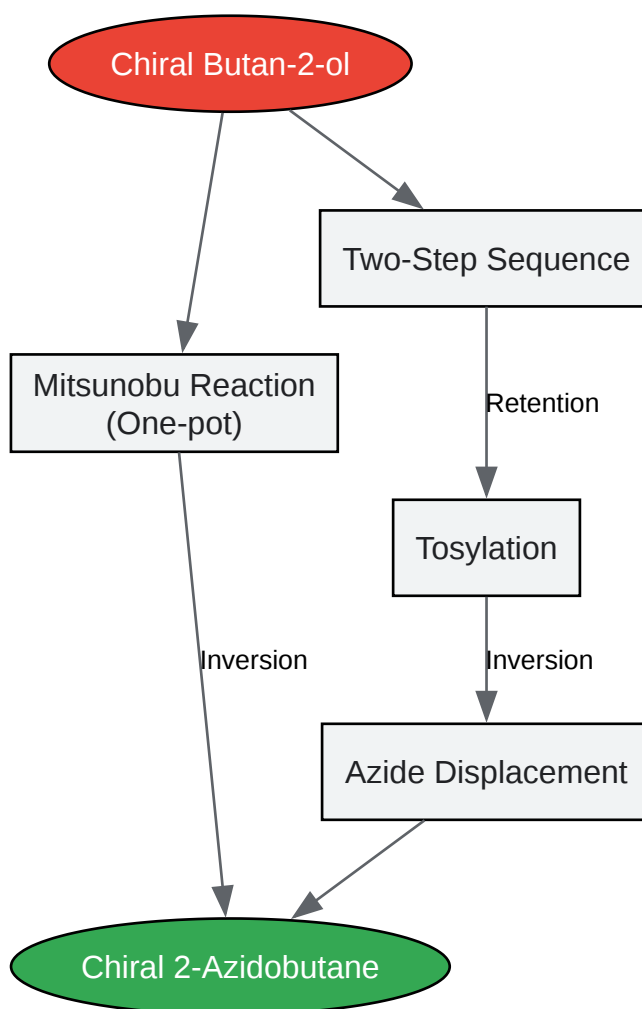 Chiral Butan-2-ol
Two-Step Sequence
Mitsunobu Reaction
(One-pot)
Retention
Tosylation
Inversion
Inversion
Azide Displacement
Chiral 2-Azidobutane